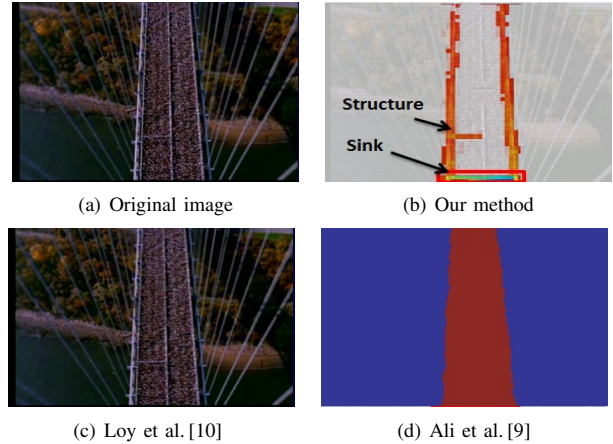 Structure
Sink
(a) Original image
(b) Our method
(c) Loy et al. [10]
(d) Ali et al. [9]